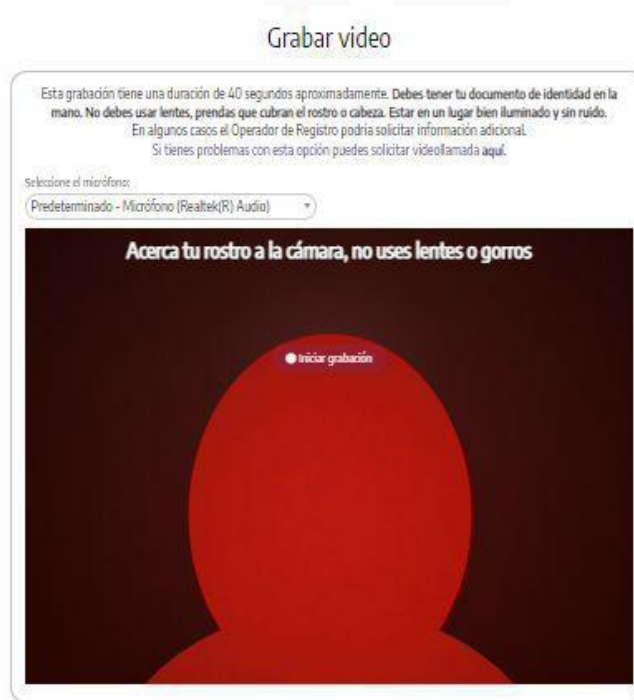 Grabar video
Esta grabación tiene una duración de 40 segundos aproximadamente. Debes tener tu documento de identidad en la
mano. No debes usar lentes, prendas que cubran el rostro o cabeza. Estar en un lugar bien iluminado y sin ruido.
En algunos casos el Operador de Registro podría solicitar información adicional.
Si tienes problemas con esta opción puedes solicitar videollamada aquí.
Seleccione el micrófono:
Predeterminado - Micrófono (Realtek(R) Audio)
Acerca tu rostro a la cámara, no uses lentes o gorros
Iniciar grabación